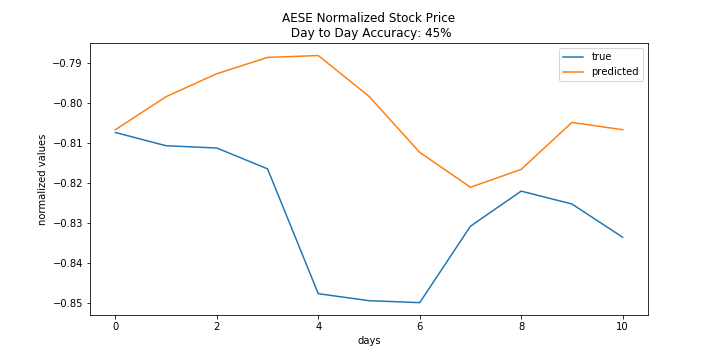 AESE Normalized Stock Price
Day to Day Accuracy: 45%
true
predicted
normalized values
−0.79
−0.80
−0.81
−0.82
−0.83
−0.84
−0.85
0
2
4
6
8
10
days